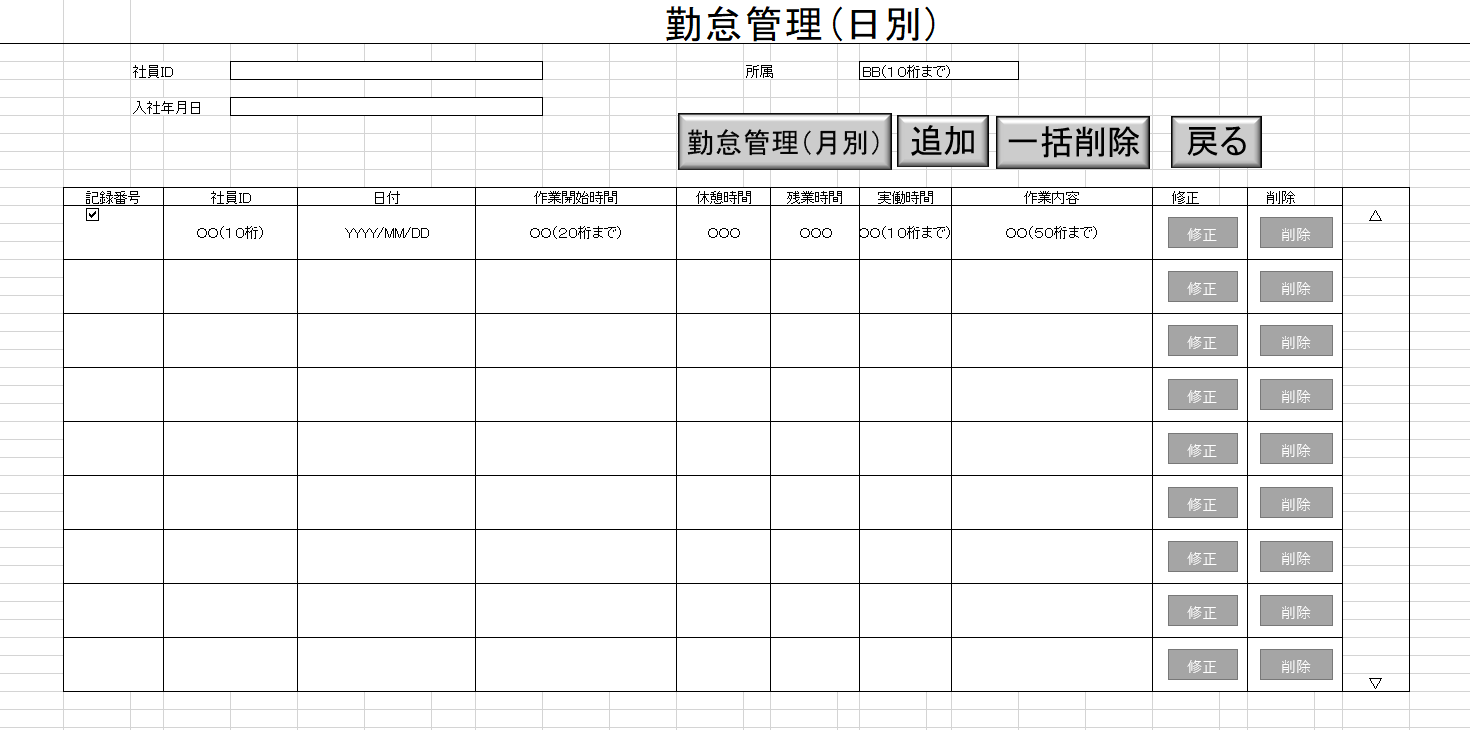 勤怠管理（日別）
社員ID
所属
BB（１０桁まで）
入社年月日
勤怠管理（月別）
追加
一括削除
戻る
記録番号 社員ID 日付 作業開始時間 休憩時間 残業時間 実働時間 作業内容 修正 削除
☑ △
〇〇（１０桁） YYYY/MM/DD 〇〇（２０桁まで） 〇〇〇 〇〇〇 〇〇（１０桁まで） 〇〇（５０桁まで） 修正 削除
修正 削除
修正 削除
修正 削除
修正 削除
修正 削除
修正 削除
修正 削除
修正 削除
▽